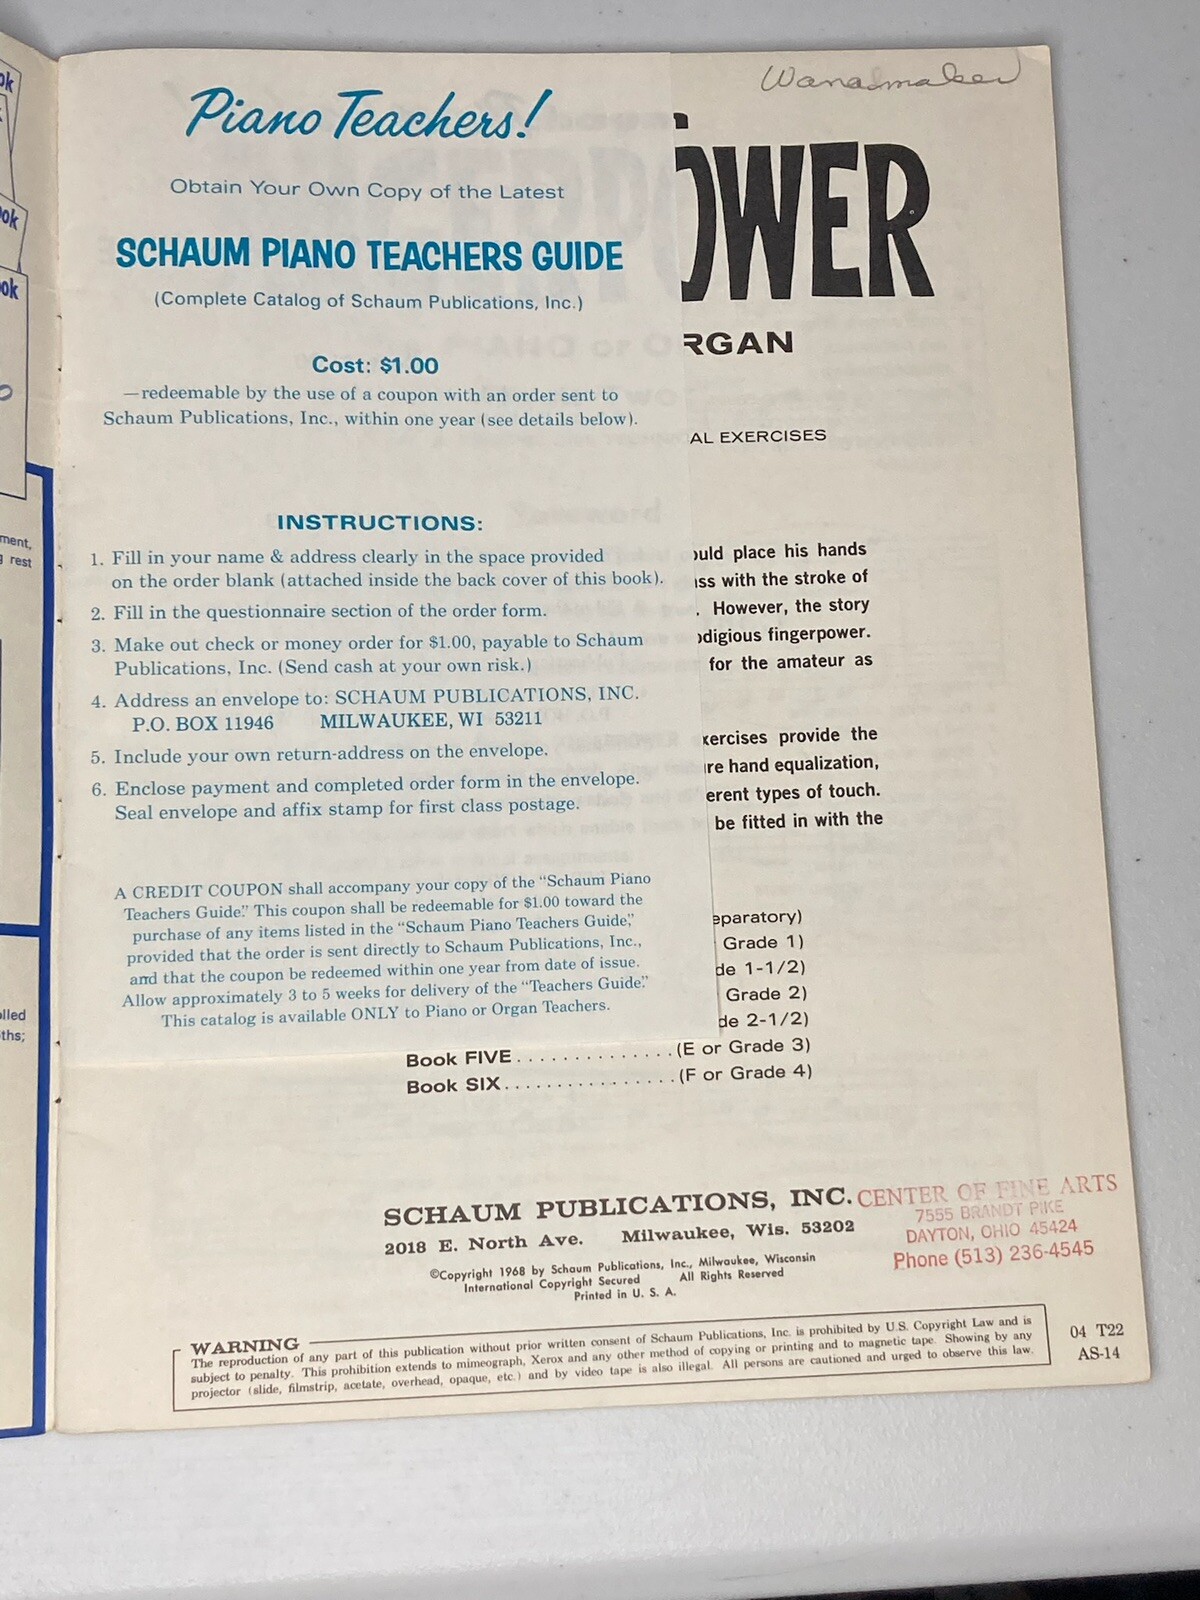 Wanamaker
Piano Teachers!
Obtain Your Own Copy of the Latest
SCHAUM PIANO TEACHERS GUIDE
(Complete Catalog of Schaum Publications, Inc.)
Cost: $1.00
—redeemable by the use of a coupon with an order sent to
Schaum Publications, Inc., within one year (see details below).
INSTRUCTIONS:
1. Fill in your name & address clearly in the space provided
on the order blank (attached inside the back cover of this book).
2. Fill in the questionnaire section of the order form.
3. Make out check or money order for $1.00, payable to Schaum
Publications, Inc. (Send cash at your own risk.)
4. Address an envelope to: SCHAUM PUBLICATIONS, INC.
P.O. BOX 11946 MILWAUKEE, WI 53211
5. Include your own return-address on the envelope.
6. Enclose payment and completed order form in the envelope.
Seal envelope and affix stamp for first class postage.
A CREDIT COUPON shall accompany your copy of the "Schaum Piano
Teachers Guide." This coupon shall be redeemable for $1.00 toward the
purchase of any items listed in the "Schaum Piano Teachers Guide,"
provided that the order is sent directly to Schaum Publications, Inc.,
and that the coupon be redeemed within one year from date of issue.
Allow approximately 3 to 5 weeks for delivery of the "Teachers Guide."
This catalog is available ONLY to Piano or Organ Teachers.
OWER
RGAN
AL EXERCISES
ould place his hands
ss with the stroke of
. However, the story
odigious fingerpower.
for the amateur as
xercises provide the
re hand equalization,
erent types of touch.
be fitted in with the
eparatory)
Grade 1)
de 1-1/2)
Grade 2)
de 2-1/2)
Book FIVE..............(E or Grade 3)
Book SIX................(F or Grade 4)
SCHAUM PUBLICATIONS, INC.
2018 E. North Ave. Milwaukee, Wis. 53202
©Copyright 1968 by Schaum Publications, Inc., Milwaukee, Wisconsin
International Copyright Secured All Rights Reserved
Printed in U. S. A.
CENTER OF FINE ARTS
7555 BRANDT PIKE
DAYTON, OHIO 45424
Phone (513) 236-4545
WARNING
The reproduction of any part of this publication without prior written consent of Schaum Publications, Inc. is prohibited by U.S. Copyright Law and is
subject to penalty. This prohibition extends to mimeograph, Xerox and any other method of copying or printing and to magnetic tape. Showing by any
projector (slide, filmstrip, acetate, overhead, opaque, etc.) and by video tape is also illegal. All persons are cautioned and urged to observe this law.
04 T22
AS-14
ok
ok
ok
ment,
rest
lled
ths;